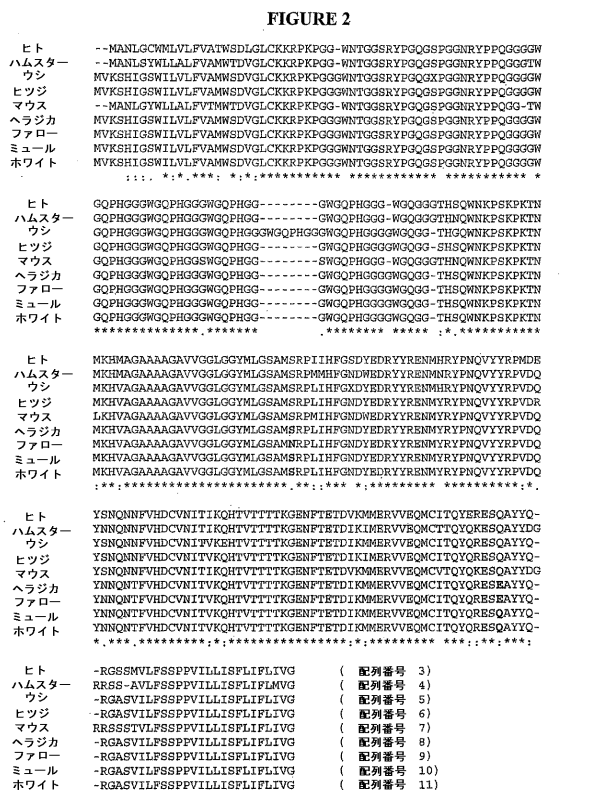 FIGURE 2
ヒト --MANLGCWMLVLFVATWSDLGLCKKRPKPGG-WNTGGSRYPGQGSPGGNRYPPQGGGGW
ハムスター --MANLSYWLLALFVAMWTDVGLCKKRPKPGG-WNTGGSRYPGQGSPGGNRYPPQGGGTW
ウシ MVKSHIGSWILVLFVAMWSDVGLCKKRPKPGGGWNTGGSRYPGQGXPGGNRYPPQGGGGW
ヒツジ MVKSHIGSWILVLFVAMWSDVGLCKKRPKPGGGWNTGGSRYPGQGSPGGNRYPPQGGGGW
マウス --MANLGYWLLALFVTMWTDVGLCKKRPKPGG-WNTGGSRYPGQGSPGGNRYPPQGG-TW
ヘラジカ MVKSHIGSWILVLFVAMWSDVGLCKKRPKPGGGWNTGGSRYPGQGSPGGNRYPPQGGGGW
ファロー MVKSHIGSWILVLFVAMWSDVGLCKKRPKPGGGWNTGGSRYPGQGSPGGNRYPPQGGGGW
ミュール MVKSHIGSWILVLFVAMWSDVGLCKKRPKPGGGWNTGGSRYPGQGSPGGNRYPPQGGGGW
ホワイト MVKSHIGSWILVLFVAMWSDVGLCKKRPKPGGGWNTGGSRYPGQGSPGGNRYPPQGGGGW
:::. *:*.***: *:*:*********** ************ *********** *
ヒト GQPHGGGWGQPHGGGWGQPHGG--------GWGQPHGGG-WGQGGGTHSQWNKPSKPKTN
ハムスター GQPHGGGWGQPHGGGWGQPHGG--------GWGQPHGGG-WGQGGGTHNQWNKPSKPKTN
ウシ GQPHGGGWGQPHGGGWGQPHGGGWGQPHGGGWGQPHGGGGWGQGG-THGQWNKPSKPKTN
ヒツジ GQPHGGGWGQPHGGGWGQPHGG--------GWGQPHGGGGWGQGG-SHSQWNKPSKPKTN
マウス GQPHGGGWGQPHGGSWGQPHGG--------SWGQPHGGG-WGQGGGTHNQWNKPSKPKTN
ヘラジカ GQPHGGGWGQPHGGGWGQPHGG--------GWGQPHGGGGWGQGG-THSQWNKPSKPKTN
ファロー GQPHGGGWGQPHGGGWGQPHGG--------GWGQPHGGGGWGQGG-THSQWNKPSKPKTN
ミュール GQPHGGGWGQPHGGGWGQPHGG--------GWGQPHGGGGWGQGG-THSQWNKPSKPKTN
ホワイト GQPHGGGWGQPHGGGWGQPHGG--------GWGQPHGGGGWGQGG-THSQWNKPSKPKTN
**************.******* .******** ***** :*.***********
ヒト MKHMAGAAAAGAVVGGLGGYMLGSAMSRPIIHFGSDYEDRYYRENMHRYPNQVYYRPMDE
ハムスター MKHMAGAAAAGAVVGGLGGYMLGSAMSRPMMHFGNDWEDRYYRENMNRYPNQVYYRPVDQ
ウシ MKHVAGAAAAGAVVGGLGGYMLGSAMSRPLIHFGNDYEDRYYRENMHRYPNQVYYRPVDQ
ヒツジ MKHVAGAAAAGAVVGGLGGYMLGSAMSRPLIHFGNDYEDRYYRENMYRYPNQVYYRPVDR
マウス LKHVAGAAAAGAVVGGLGGYMLGSAMSRPMIHFGNDWEDRYYRENMYRYPNQVYYRPVDQ
ヘラジカ MKHVAGAAAAGAVVGGLGGYMLGSAMSRPLIHFGNDYEDRYYRENMYRYPNQVYYRPVDQ
ファロー MKHVAGAAAAGAVVGGLGGYMLGSAMNRPLIHFGNDYEDRYYRENMYRYPNQVYYRPVDQ
ミュール MKHVAGAAAAGAVVGGLGGYMLGSAMSRPLIHFGNDYEDRYYRENMYRYPNQVYYRPVDQ
ホワイト MKHVAGAAAAGAVVGGLGGYMLGSAMSRPLIHFGNDYEDRYYRENMYRYPNQVYYRPVDQ
:**:**********************.**::***.*:********* **********:*.
ヒト YSNQNNFVHDCVNITIKQHTVTTTTKGENFTETDVKMMERVVEQMCITQYERESQAYYQ-
ハムスター YNNQNNFVHDCVNITIKQHTVTTTTKGENFTETDIKIMERVVEQMCTTQYQKESQAYYDG
ウシ YSNQNNFVHDCVNITVKEHTVTTTTKGENFTETDIKMMERVVEQMCITQYQRESQAYYQ-
ヒツジ YSNQNNFVHDCVNITVKQHTVTTTTKGENFTETDIKIMERVVEQMCITQYQRESQAYYQ-
マウス YSNQNNFVHDCVNITIKQHTVTTTTKGENFTETDVKMMERVVEQMCVTQYQKESQAYYDG
ヘラジカ YNNQNTFVHDCVNITVKQHTVTTTTKGENFTETDIKMMERVVEQMCITQYQRESEAYYQ-
ファロー YNNQNTFVHDCVNITVKQHTVTTTTKGENFTETDIKMMERVVEQMCITQYQRESEAYYQ-
ミュール YNNQNTFVHDCVNITVKQHTVTTTTKGENFTETDIKMMERVVEQMCITQYQRESQAYYQ-
ホワイト YNNQNTFVHDCVNITVKQHTVTTTTKGENFTETDIKMMERVVEQMCITQYQRESQAYYQ-
*.***.*********:*:****************:*:********* ***::**:***:
ヒト -RGSSMVLFSSPPVILLISFLIFLIVG ( 配列番号 3)
ハムスター RRSS-AVLFSSPPVILLISFLIFLMVG ( 配列番号 4)
ウシ -RGASVILFSSPPVILLISFLIFLIVG ( 配列番号 5)
ヒツジ -RGASVILFSSPPVILLISFLIFLIVG ( 配列番号 6)
マウス RRSSSTVLFSSPPVILLISFLIFLIVG ( 配列番号 7)
ヘラジカ -RGASVILFSSPPVILLISFLIFLIVG ( 配列番号 8)
ファロー -RGASVILFSSPPVILLISFLIFLIVG ( 配列番号 9)
ミュール -RGASVILFSSPPVILLISFLIFLIVG ( 配列番号 10)
ホワイト -RGASVILFSSPPVILLISFLIFLIVG ( 配列番号 11)